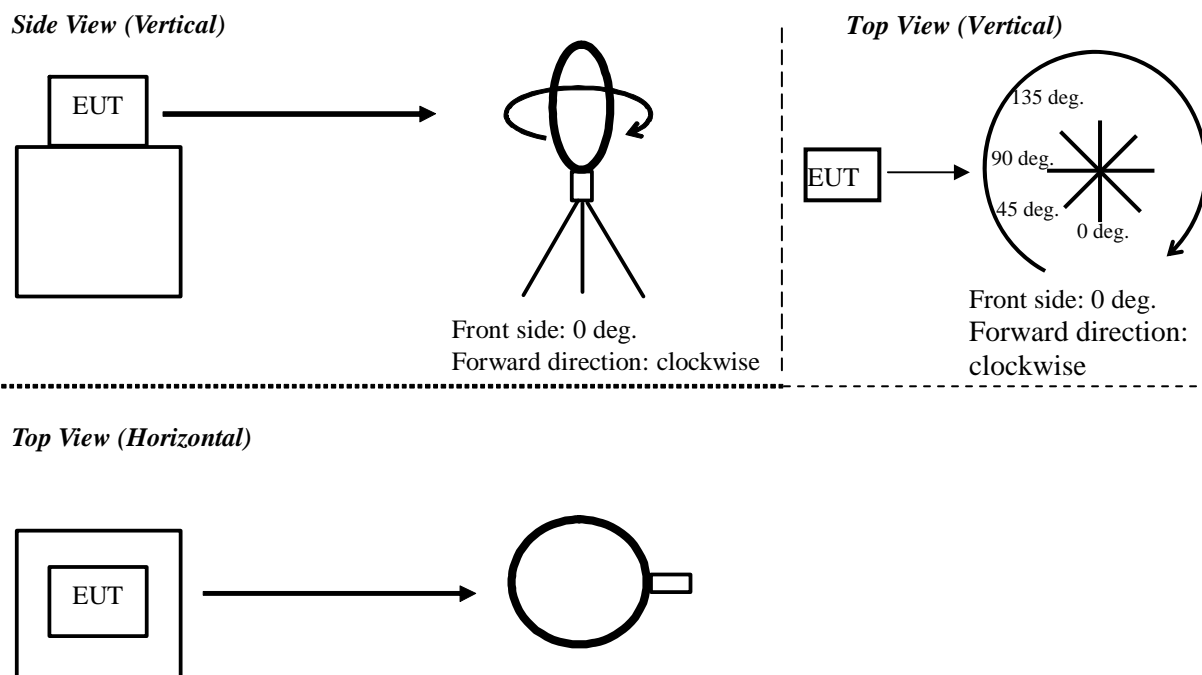 Side View (Vertical)
EUT
Front side: 0 deg.
Forward direction: clockwise
Top View (Vertical)
135 deg.
90 deg.
EUT
45 deg.
0 deg.
Front side: 0 deg.
Forward direction:
clockwise
Top View (Horizontal)
EUT